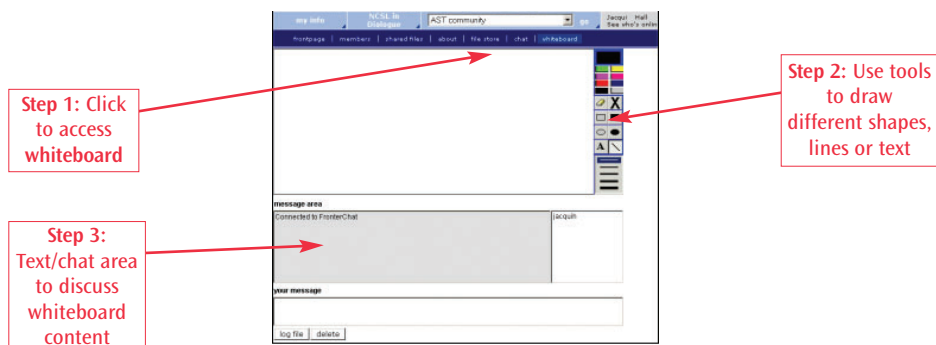 my info
NCSL in
Dialogue
AST community
go
Jacqui Hall
See who's onlin
frontpage | members | shared files | about | file store | chat | whiteboard
Step 1: Click
to access
whiteboard
Step 2: Use tools
to draw
different shapes,
lines or text
A
message area
Connected to FronterChat
jacquih
Step 3:
Text/chat area
to discuss
whiteboard
content
your message
log file
delete